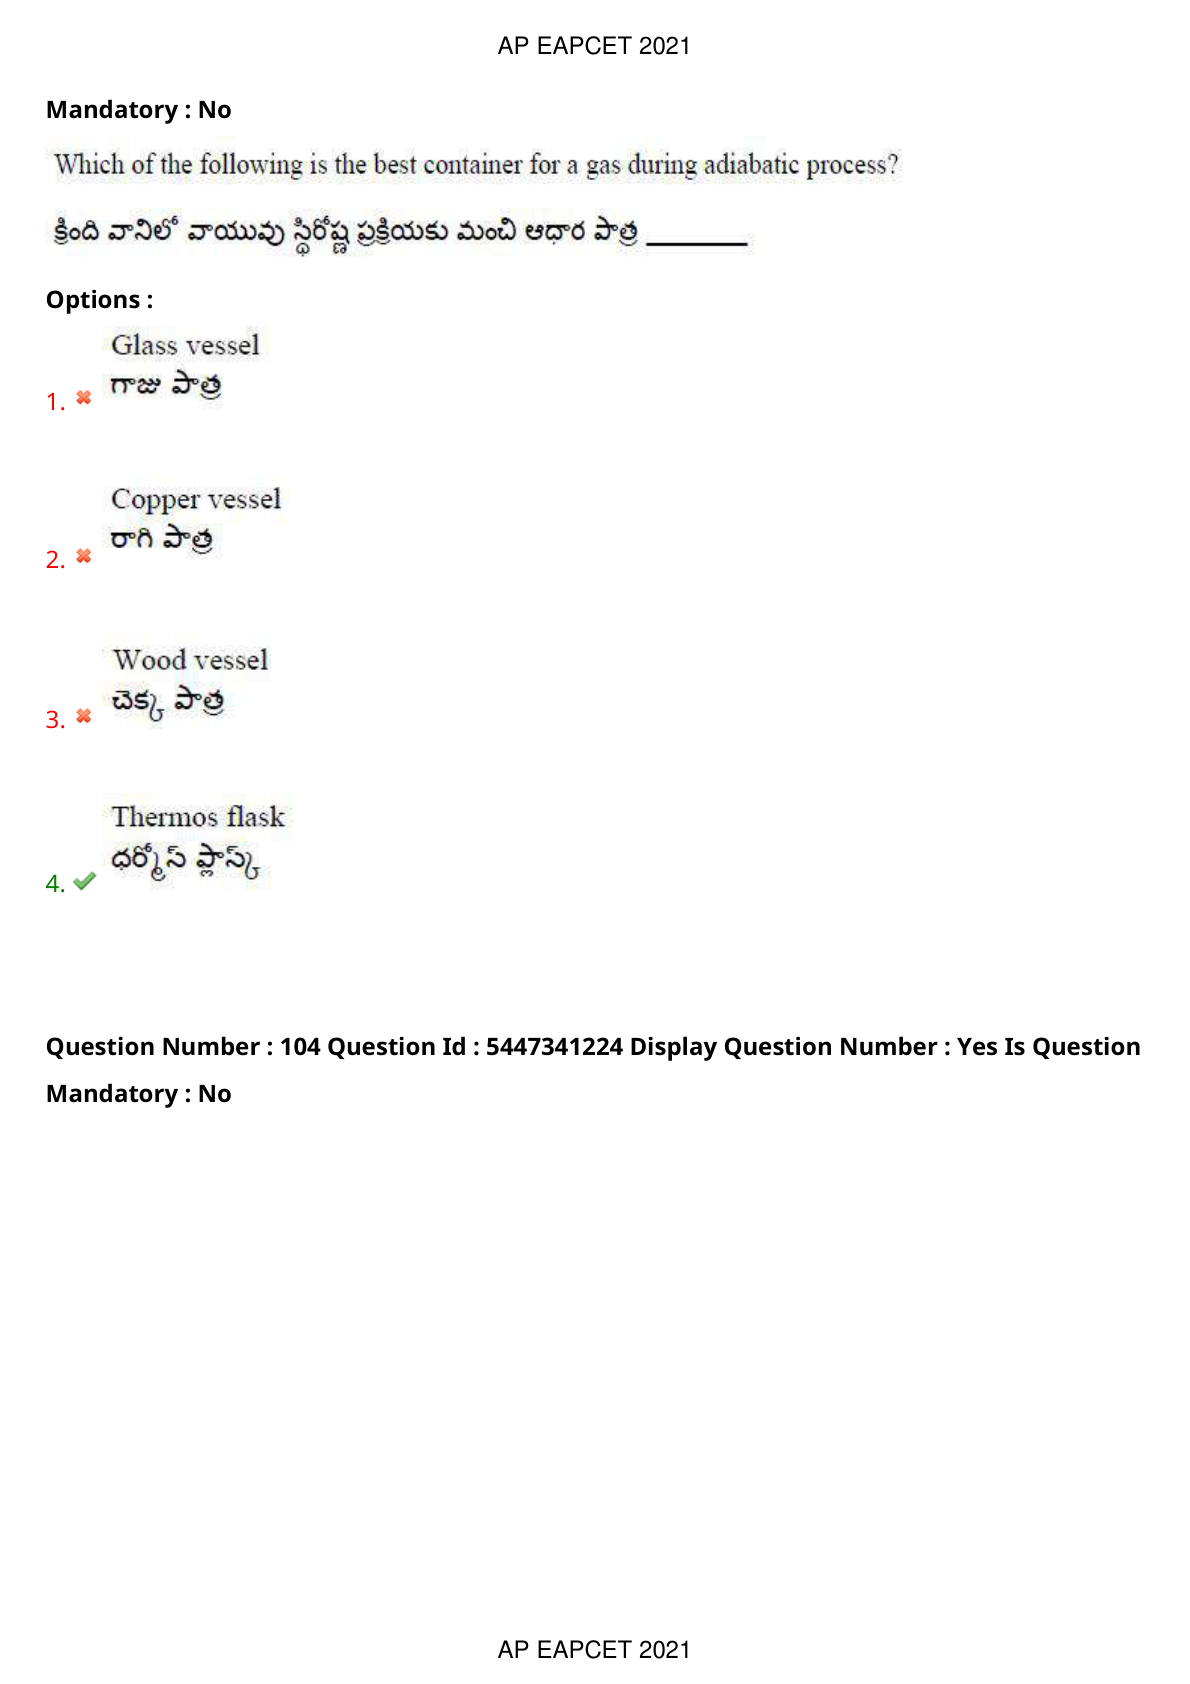 AP EAPCET 2021
Mandatory : No
Which of the following is the best container for a gas during adiabatic process?
క్రింది వానిలో వాయువు స్థిరోష్ణ ప్రక్రియకు మంచి ఆధార పాత్ర ________
Options :
Glass vessel
గాజు పాత్ర
1.
Copper vessel
రాగి పాత్ర
2.
Wood vessel
చెక్క పాత్ర
3.
Thermos flask
ధర్మోస్ ఫ్లాస్క్
4.
Question Number : 104 Question Id : 5447341224 Display Question Number : Yes Is Question
Mandatory : No
AP EAPCET 2021